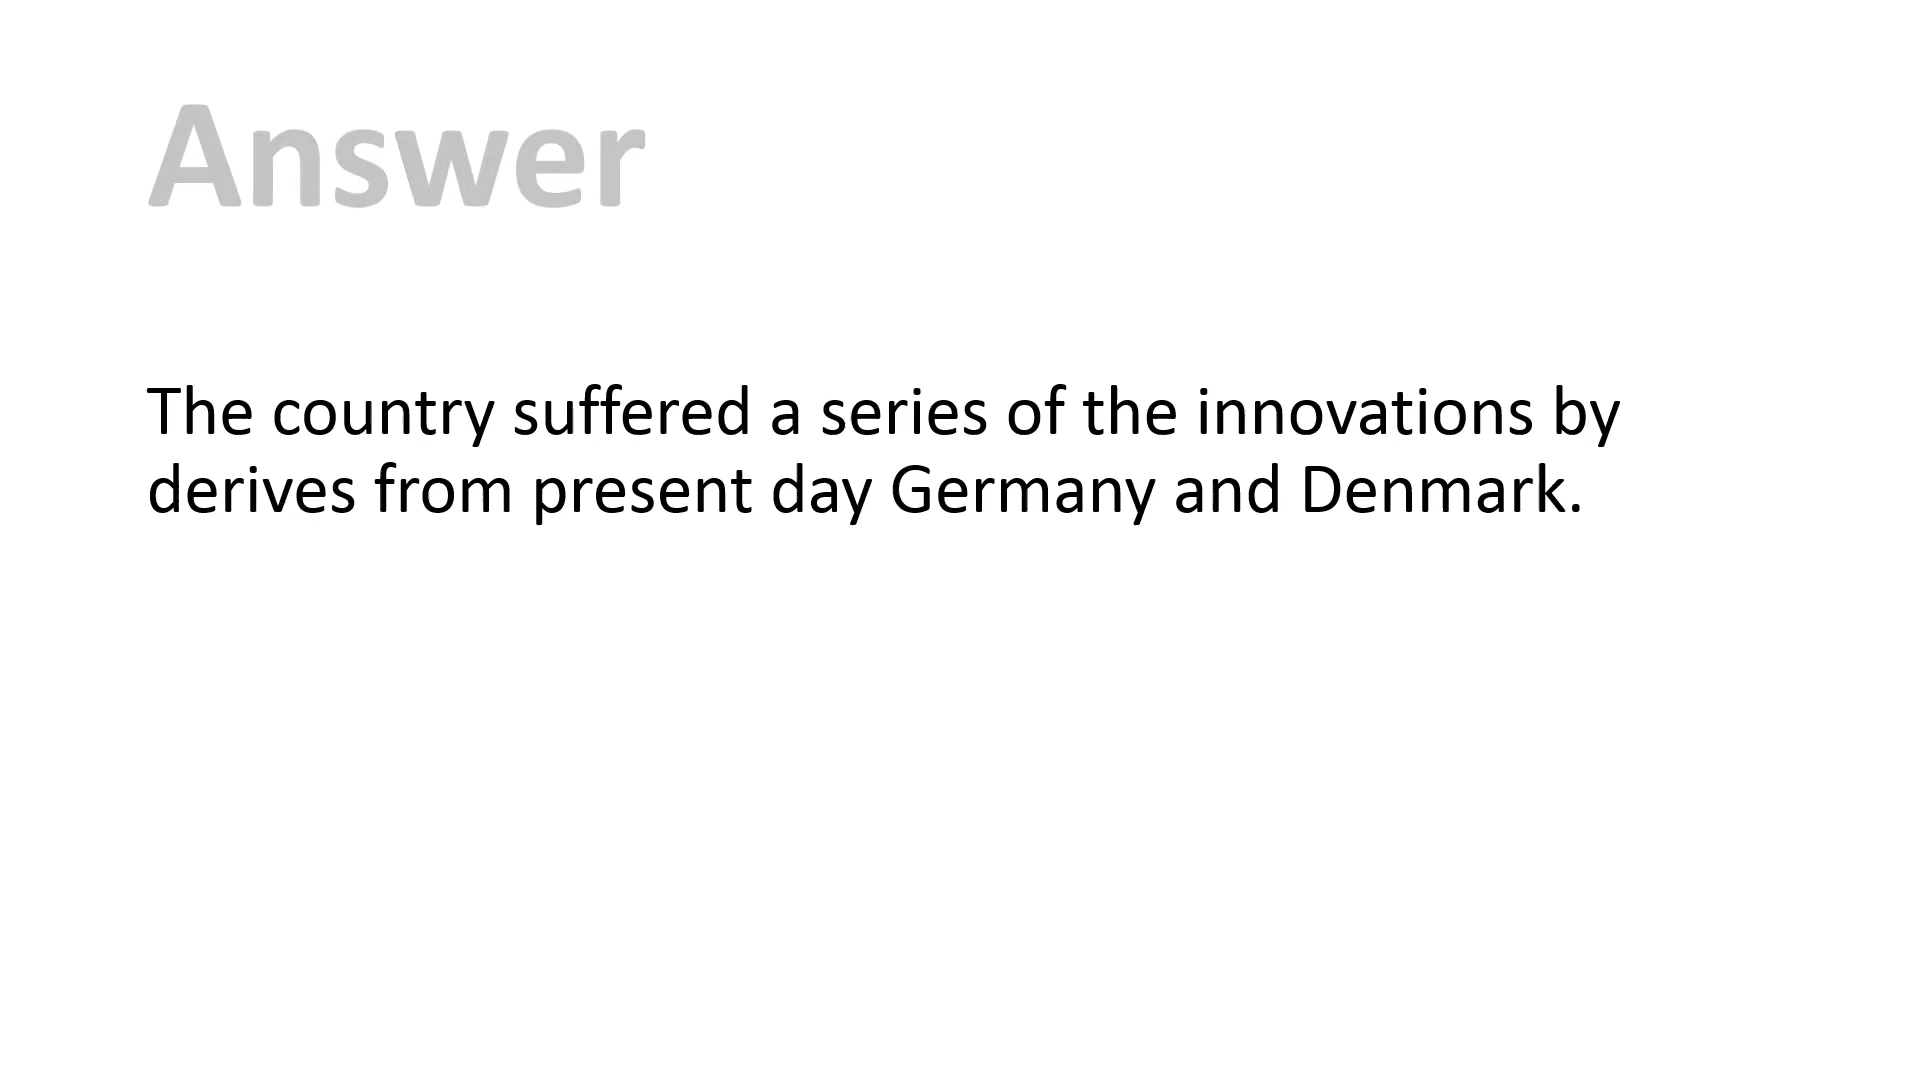 Answer
The country suffered a series of the innovations by
derives from present day Germany and Denmark.